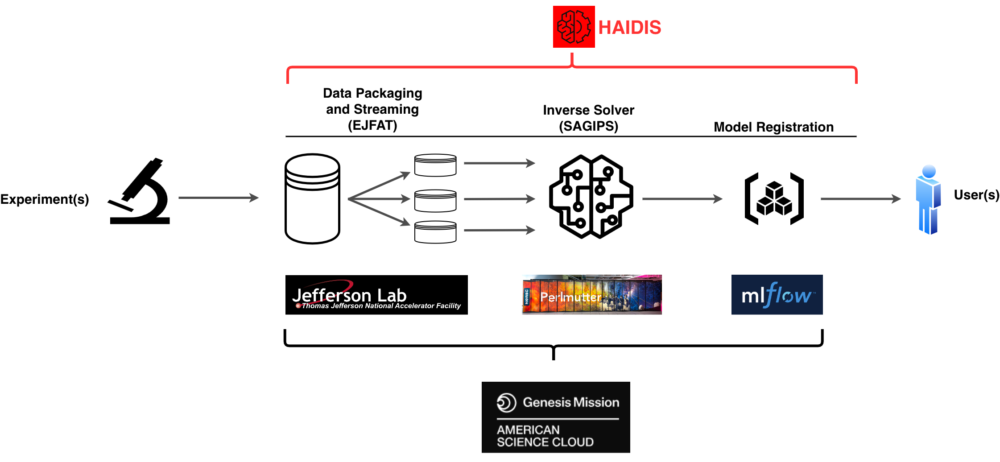 HAIDIS
Data Packaging
and Streaming
(EJFAT)
Inverse Solver
(SAGIPS)
Model Registration
Experiment(s)
User(s)
Jefferson Lab
Thomas Jefferson National Accelerator Facility
NERSC
Perlmutter
mlflow™
Genesis Mission
AMERICAN
SCIENCE CLOUD